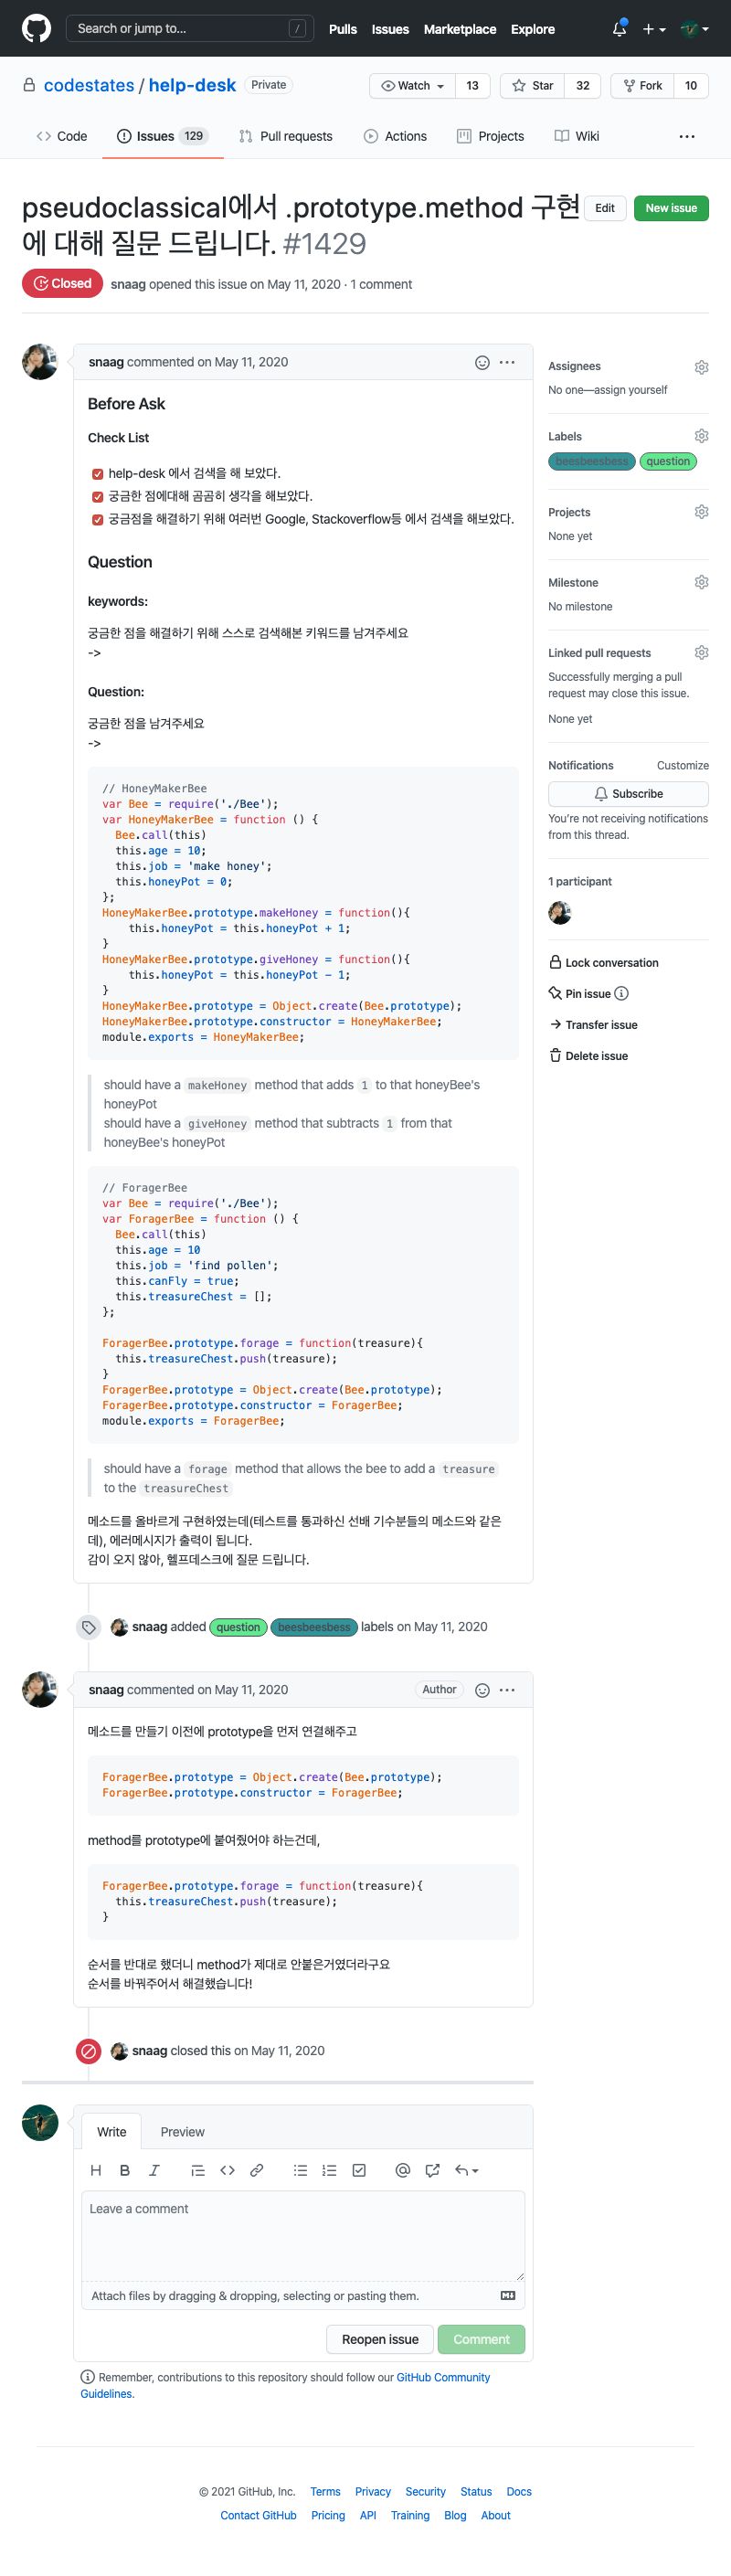 Search or jump to... /
Pulls Issues Marketplace Explore
codestates / help-desk Private
Watch 13 Star 32 Fork 10
Code Issues 129 Pull requests Actions Projects Wiki ...
pseudoclassical에서 .prototype.method 구현
에 대해 질문 드립니다. #1429
Edit New issue
Closed snaag opened this issue on May 11, 2020 · 1 comment
snaag commented on May 11, 2020
Before Ask
Check List
help-desk 에서 검색을 해 보았다.
궁금한 점에대해 곰곰히 생각을 해보았다.
궁금점을 해결하기 위해 여러번 Google, Stackoverflow등 에서 검색을 해보았다.
Question
keywords:
궁금한 점을 해결하기 위해 스스로 검색해본 키워드를 남겨주세요
->
Question:
궁금한 점을 남겨주세요
->
// HoneyMakerBee
var Bee = require('./Bee');
var HoneyMakerBee = function () {
Bee.call(this)
this.age = 10;
this.job = 'make honey';
this.honeyPot = 0;
};
HoneyMakerBee.prototype.makeHoney = function(){
this.honeyPot = this.honeyPot + 1;
}
HoneyMakerBee.prototype.giveHoney = function(){
this.honeyPot = this.honeyPot - 1;
}
HoneyMakerBee.prototype = Object.create(Bee.prototype);
HoneyMakerBee.prototype.constructor = HoneyMakerBee;
module.exports = HoneyMakerBee;
should have a makeHoney method that adds 1 to that honeyBee's
honeyPot
should have a giveHoney method that subtracts 1 from that
honeyBee's honeyPot
// ForagerBee
var Bee = require('./Bee');
var ForagerBee = function () {
Bee.call(this)
this.age = 10
this.job = 'find pollen';
this.canFly = true;
this.treasureChest = [];
};
ForagerBee.prototype.forage = function(treasure){
this.treasureChest.push(treasure);
}
ForagerBee.prototype = Object.create(Bee.prototype);
ForagerBee.prototype.constructor = ForagerBee;
module.exports = ForagerBee;
should have a forage method that allows the bee to add a treasure
to the treasureChest
메소드를 올바르게 구현하였는데(테스트를 통과하신 선배 기수분들의 메소드와 같은
데), 에러메시지가 출력이 됩니다.
감이 오지 않아, 헬프데스크에 질문 드립니다.
snaag added question beesbeesbess labels on May 11, 2020
snaag commented on May 11, 2020 Author
메소드를 만들기 이전에 prototype을 먼저 연결해주고
ForagerBee.prototype = Object.create(Bee.prototype);
ForagerBee.prototype.constructor = ForagerBee;
method를 prototype에 붙여줬어야 하는건데,
ForagerBee.prototype.forage = function(treasure){
this.treasureChest.push(treasure);
}
순서를 반대로 했더니 method가 제대로 안붙은거였더라구요
순서를 바꿔주어서 해결했습니다!
snaag closed this on May 11, 2020
Write Preview
Leave a comment
Attach files by dragging & dropping, selecting or pasting them.
Reopen issue Comment
Remember, contributions to this repository should follow our GitHub Community
Guidelines.
Assignees
No one—assign yourself
Labels
beesbeesbess question
Projects
None yet
Milestone
No milestone
Linked pull requests
Successfully merging a pull
request may close this issue.
None yet
Notifications Customize
Subscribe
You're not receiving notifications
from this thread.
1 participant
Lock conversation
Pin issue
Transfer issue
Delete issue
© 2021 GitHub, Inc. Terms Privacy Security Status Docs
Contact GitHub Pricing API Training Blog About